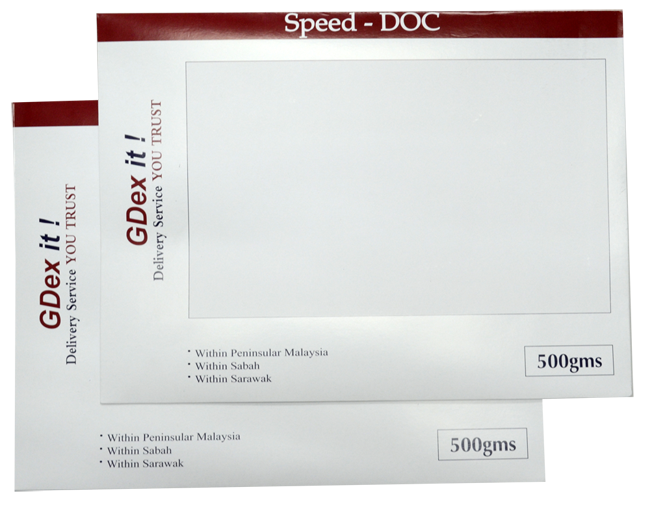 Speed - DOC
GDex it !
Delivery Service YOU TRUST
• Within Peninsular Malaysia
• Within Sabah
• Within Sarawak
500gms
GDex it !
Delivery Service YOU TRUST
• Within Peninsular Malaysia
• Within Sabah
• Within Sarawak
500gms